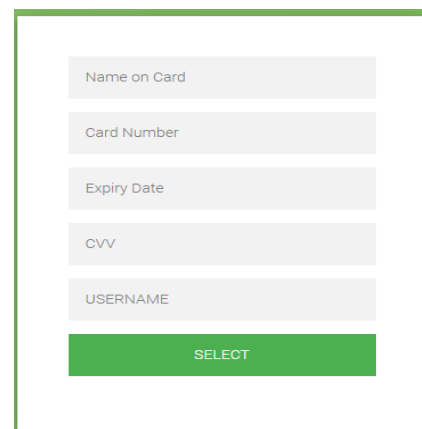 Name on Card
Card Number
Expiry Date
CVV
USERNAME
SELECT